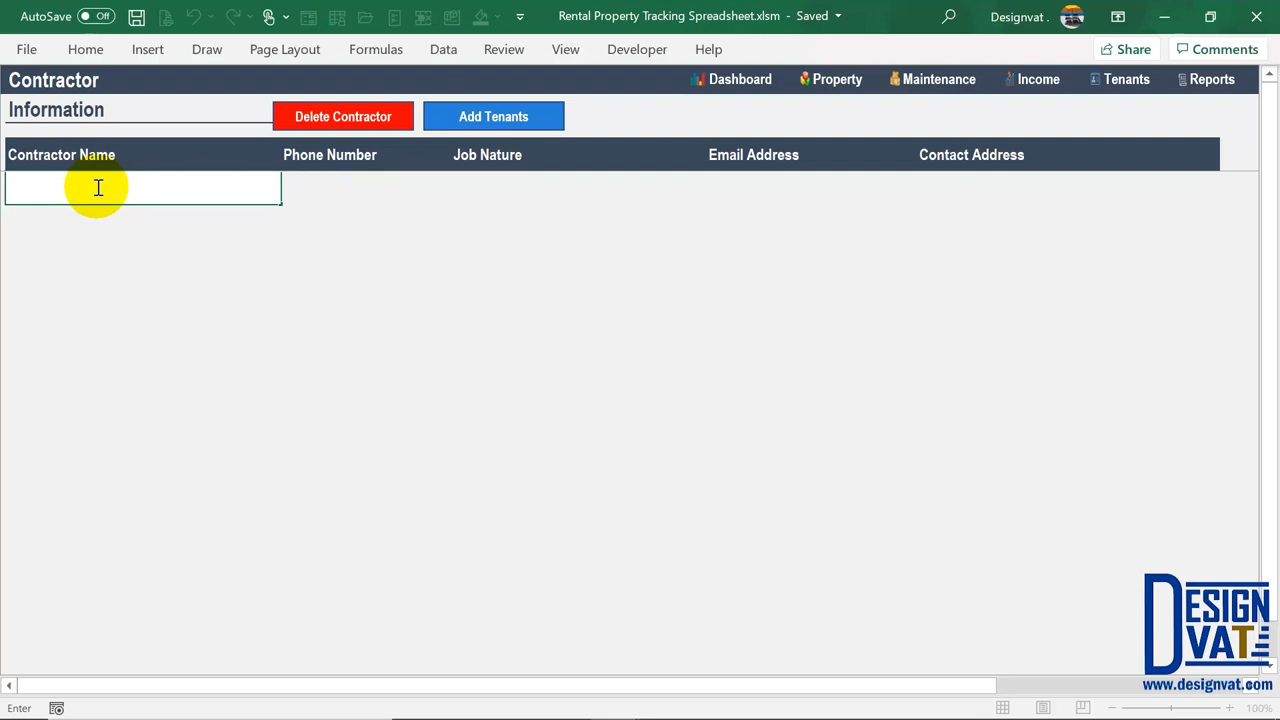 AutoSave Off Rental Property Tracking Spreadsheet.xlsm - Saved Designvat .
File Home Insert Draw Page Layout Formulas Data Review View Developer Help Share Comments
Contractor Dashboard Property Maintenance Income Tenants Reports
Information Delete Contractor Add Tenants
Contractor Name Phone Number Job Nature Email Address Contact Address
DESIGN
VAT
www.designvat.com
Enter 100%